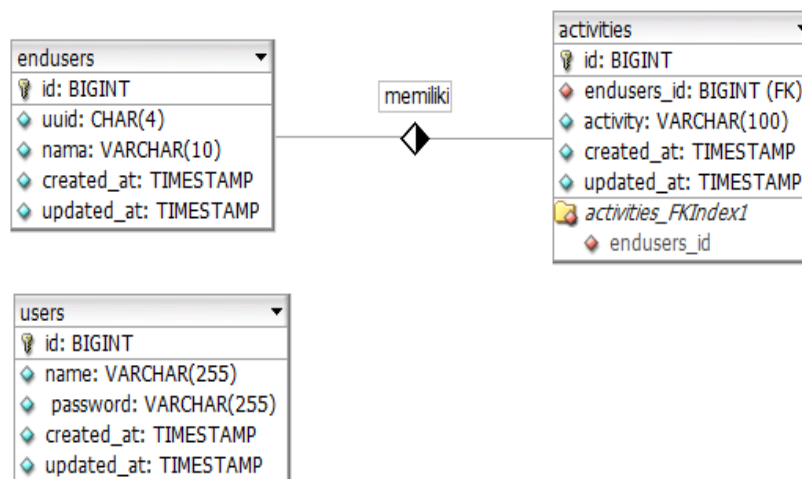 endusers
id: BIGINT
uuid: CHAR(4)
nama: VARCHAR(10)
created_at: TIMESTAMP
updated_at: TIMESTAMP
memiliki
activities
id: BIGINT
endusers_id: BIGINT (FK)
activity: VARCHAR(100)
created_at: TIMESTAMP
updated_at: TIMESTAMP
activities_FKIndex1
endusers_id
users
id: BIGINT
name: VARCHAR(255)
password: VARCHAR(255)
created_at: TIMESTAMP
updated_at: TIMESTAMP